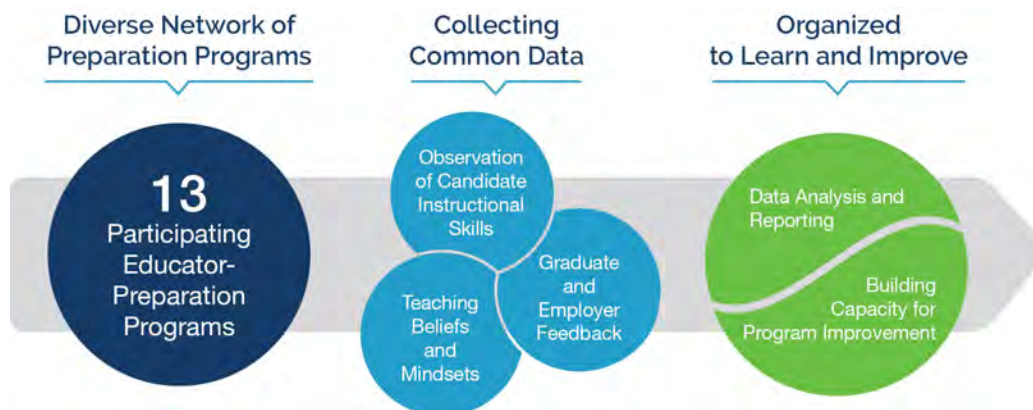 Diverse Network of
Preparation Programs
Collecting
Common Data
Organized
to Learn and Improve
13
Participating
Educator-
Preparation
Programs
Observation
of Candidate
Instructional
Skills
Graduate
and
Employer
Feedback
Teaching
Beliefs
and
Mindsets
Data Analysis and
Reporting
Building
Capacity for
Program Improvement